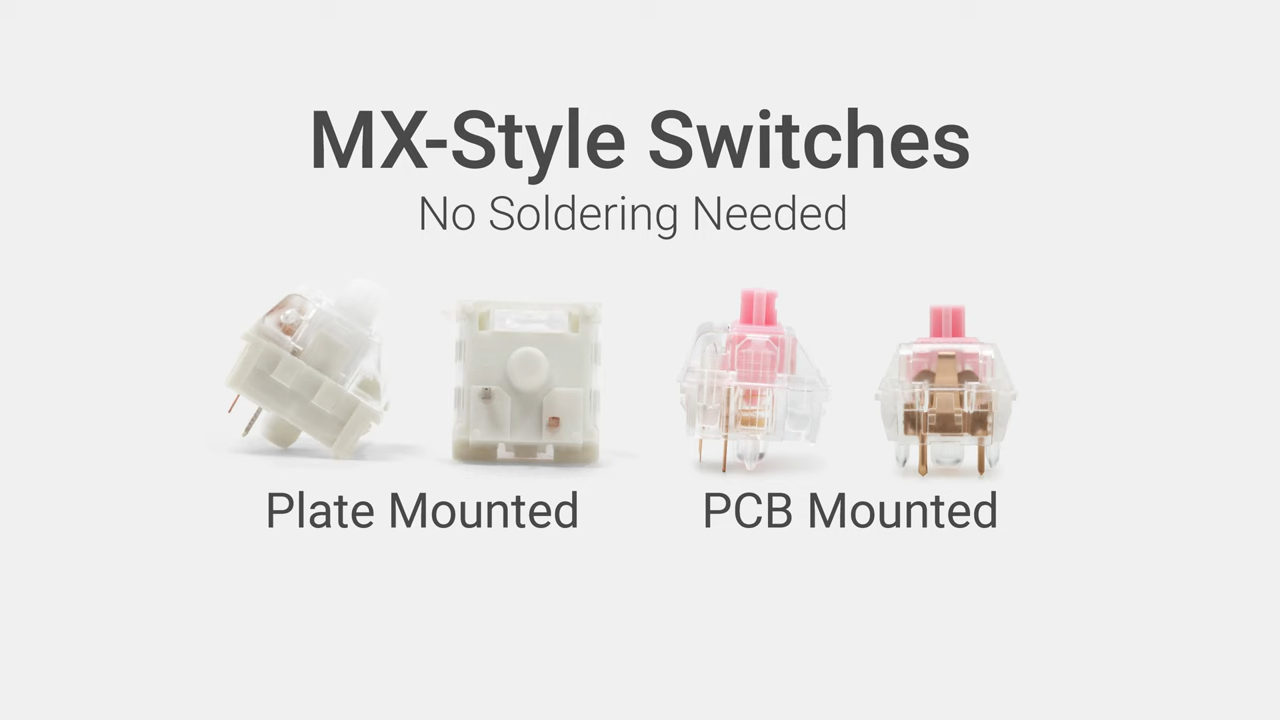 MX-Style Switches
No Soldering Needed
Plate Mounted
PCB Mounted